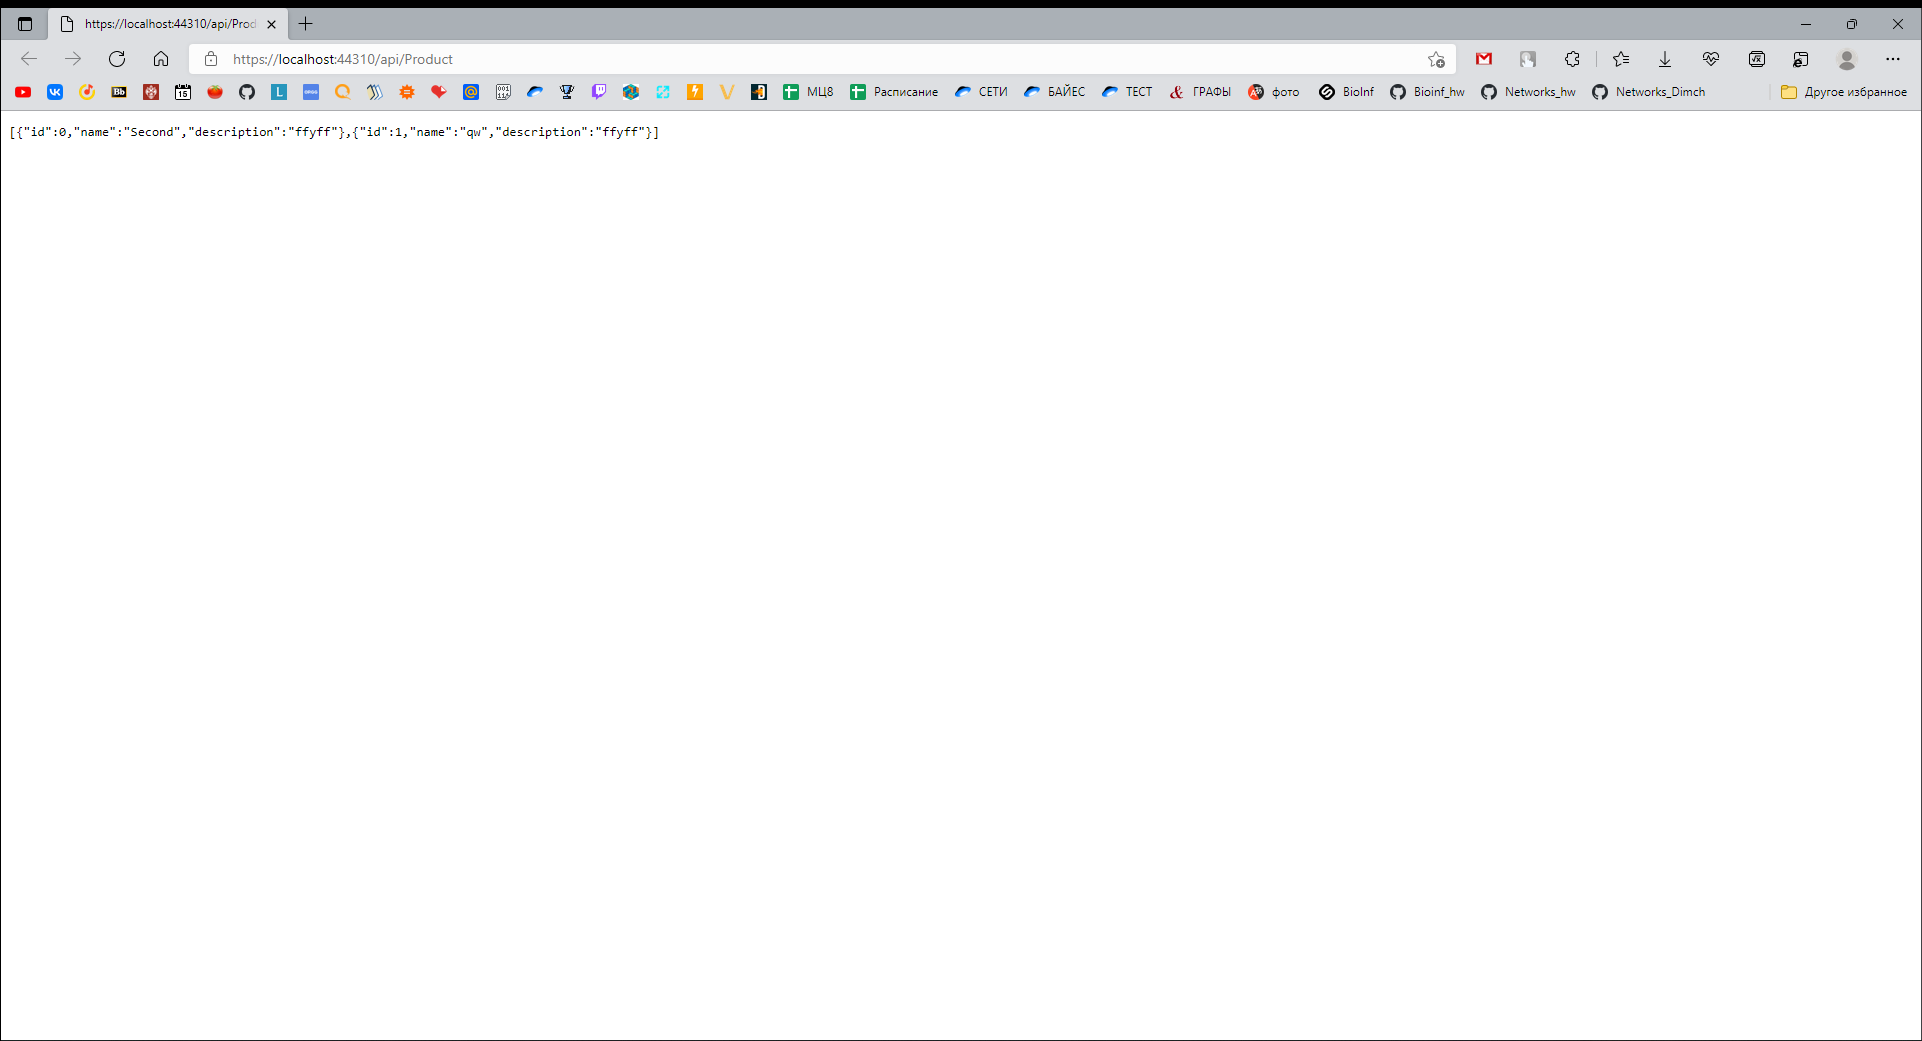 https://localhost:44310/api/Prod
https://localhost:44310/api/Product
МЦ8 Расписание СЕТИ БАЙЕС ТЕСТ ГРАФЫ фото BioInf Bioinf_hw Networks_hw Networks_Dimch Другое избранное
[{"id":0,"name":"Second","description":"ffyff"},{"id":1,"name":"qw","description":"ffyff"}]